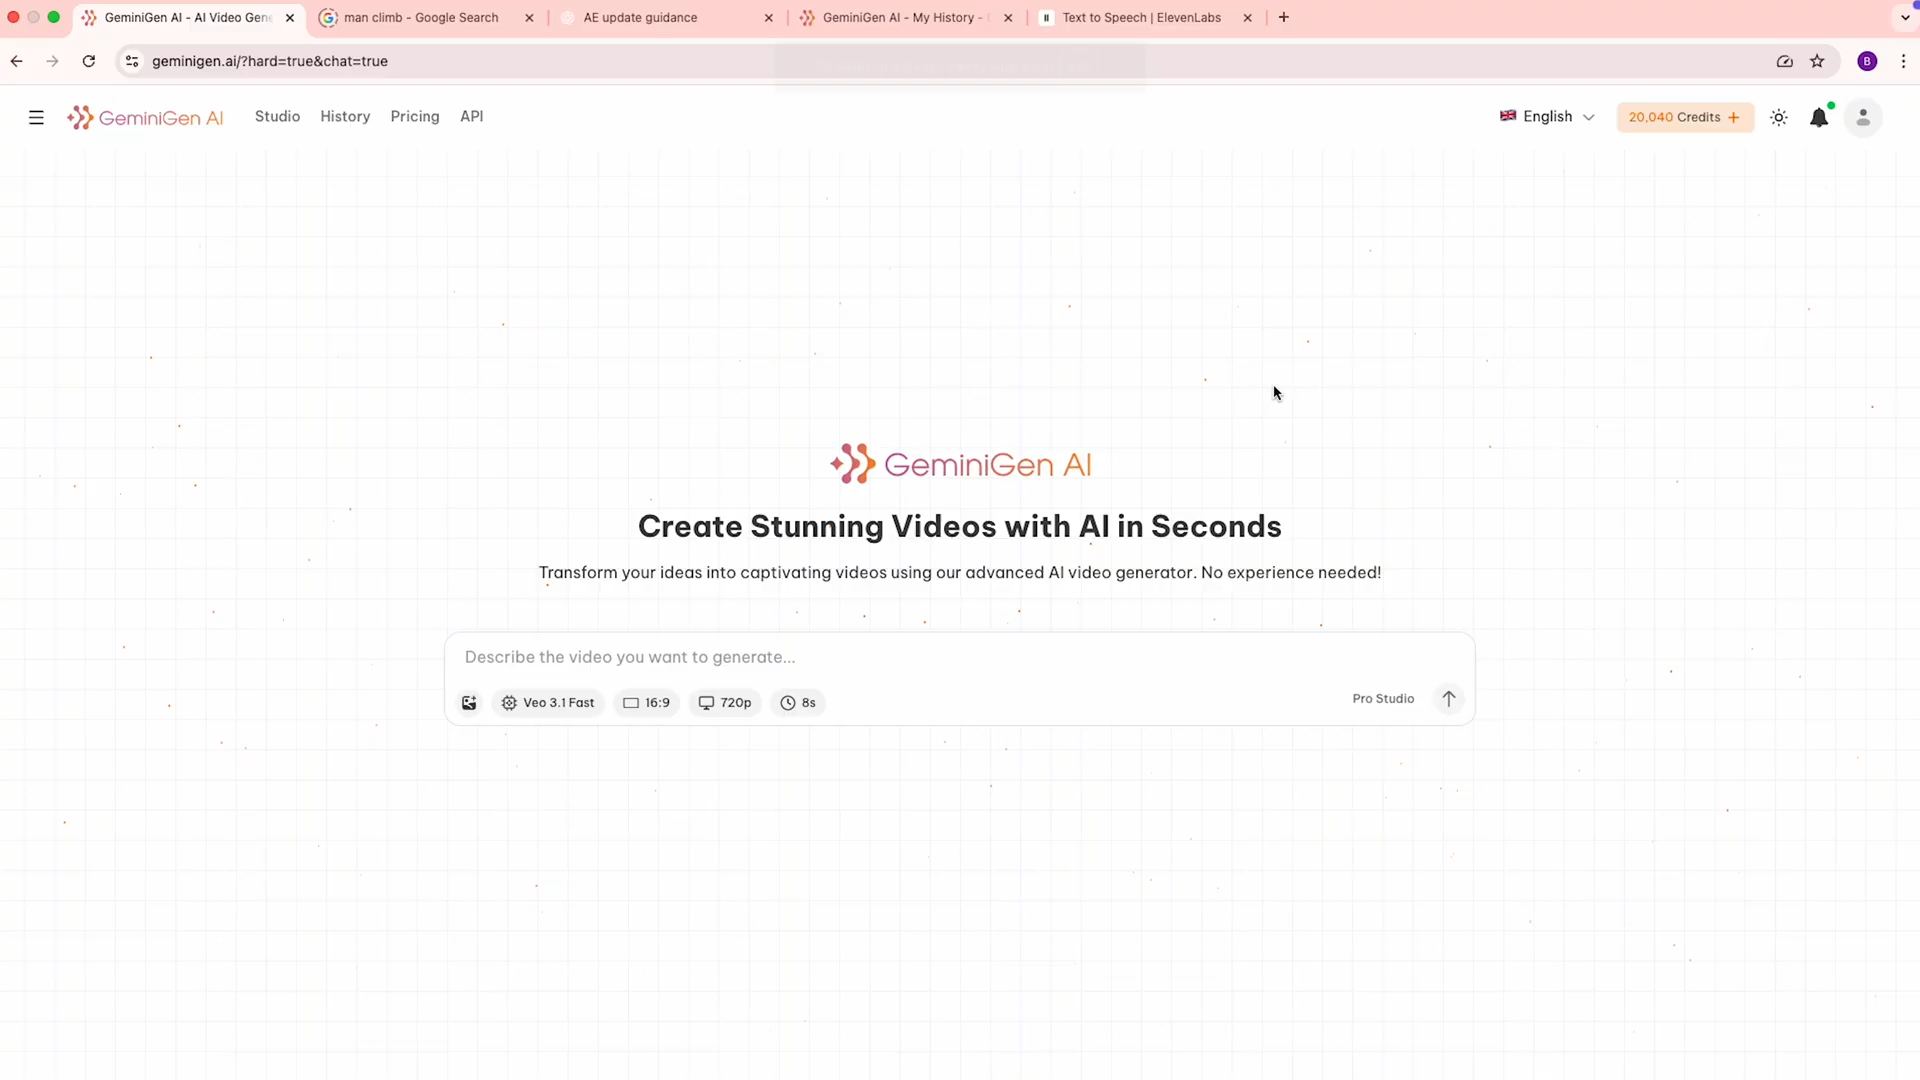 GeminiGen AI - AI Video Gen
man climb - Google Search
AE update guidance
GeminiGen AI - My History -
Text to Speech | ElevenLabs
geminigen.ai/?hard=true&chat=true
B
GeminiGen AI
Studio
History
Pricing
API
English
20,040 Credits +
GeminiGen AI
Create Stunning Videos with AI in Seconds
Transform your ideas into captivating videos using our advanced AI video generator. No experience needed!
Describe the video you want to generate...
Veo 3.1 Fast
16:9
720p
8s
Pro Studio